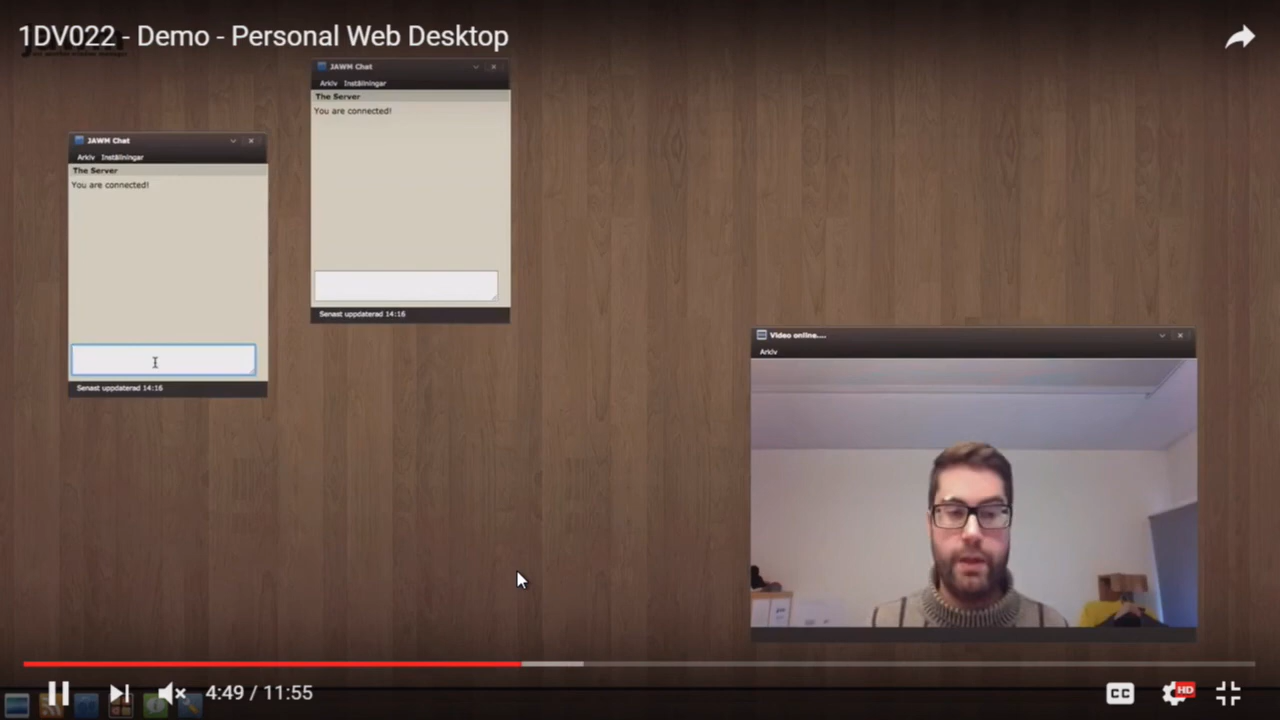 1DV022 - Demo - Personal Web Desktop
JAWM Chat
Arkiv Inställningar
The Server
You are connected!
Senast uppdaterad 14:16
JAWM Chat
Arkiv Inställningar
The Server
You are connected!
Senast uppdaterad 14:16
Video online....
Arkiv
4:49 / 11:55
CC
HD